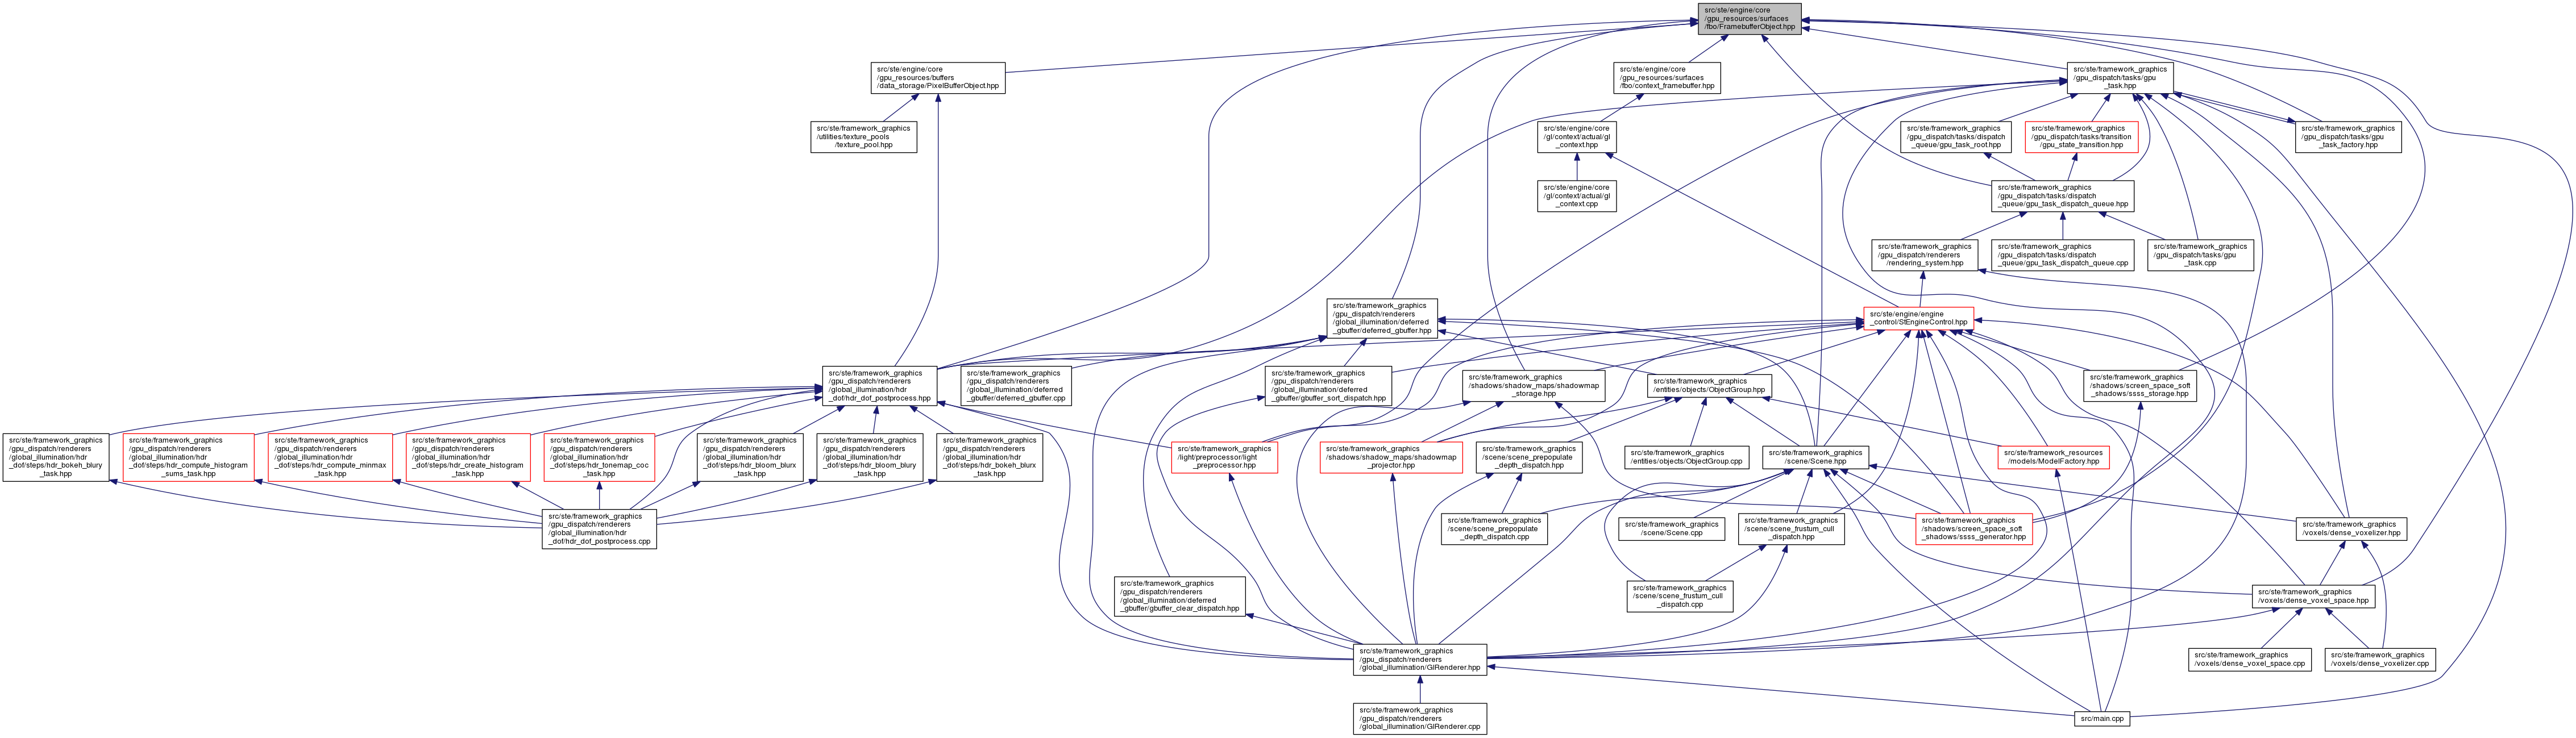 src/ste/engine/core
/gpu_resources/surfaces
/fbo/FramebufferObject.hpp
src/ste/engine/core
/gpu_resources/buffers
/data_storage/PixelBufferObject.hpp
src/ste/engine/core
/gpu_resources/surfaces
/fbo/context_framebuffer.hpp
src/ste/framework_graphics
/gpu_dispatch/tasks/gpu
_task.hpp
src/ste/framework_graphics
/utilities/texture_pools
/texture_pool.hpp
src/ste/engine/core
/gl/context/actual/gl
_context.hpp
src/ste/framework_graphics
/gpu_dispatch/tasks/dispatch
_queue/gpu_task_root.hpp
src/ste/framework_graphics
/gpu_dispatch/tasks/transition
/gpu_state_transition.hpp
src/ste/framework_graphics
/gpu_dispatch/tasks/gpu
_task_factory.hpp
src/ste/engine/core
/gl/context/actual/gl
_context.cpp
src/ste/framework_graphics
/gpu_dispatch/tasks/dispatch
_queue/gpu_task_dispatch_queue.hpp
src/ste/framework_graphics
/gpu_dispatch/renderers
/rendering_system.hpp
src/ste/framework_graphics
/gpu_dispatch/tasks/dispatch
_queue/gpu_task_dispatch_queue.cpp
src/ste/framework_graphics
/gpu_dispatch/tasks/gpu
_task.cpp
src/ste/framework_graphics
/gpu_dispatch/renderers
/global_illumination/deferred
_gbuffer/deferred_gbuffer.hpp
src/ste/engine/engine
_control/StEngineControl.hpp
src/ste/framework_graphics
/gpu_dispatch/renderers
/global_illumination/hdr
_dof/hdr_dof_postprocess.hpp
src/ste/framework_graphics
/gpu_dispatch/renderers
/global_illumination/deferred
_gbuffer/deferred_gbuffer.cpp
src/ste/framework_graphics
/gpu_dispatch/renderers
/global_illumination/deferred
_gbuffer/gbuffer_sort_dispatch.hpp
src/ste/framework_graphics
/shadows/shadow_maps/shadowmap
_storage.hpp
src/ste/framework_graphics
/entities/objects/ObjectGroup.hpp
src/ste/framework_graphics
/shadows/screen_space_soft
_shadows/ssss_storage.hpp
src/ste/framework_graphics
/gpu_dispatch/renderers
/global_illumination/hdr
_dof/steps/hdr_bokeh_blury
_task.hpp
src/ste/framework_graphics
/gpu_dispatch/renderers
/global_illumination/hdr
_dof/steps/hdr_compute_histogram
_sums_task.hpp
src/ste/framework_graphics
/gpu_dispatch/renderers
/global_illumination/hdr
_dof/steps/hdr_compute_minmax
_task.hpp
src/ste/framework_graphics
/gpu_dispatch/renderers
/global_illumination/hdr
_dof/steps/hdr_create_histogram
_task.hpp
src/ste/framework_graphics
/gpu_dispatch/renderers
/global_illumination/hdr
_dof/steps/hdr_tonemap_coc
_task.hpp
src/ste/framework_graphics
/gpu_dispatch/renderers
/global_illumination/hdr
_dof/steps/hdr_bloom_blurx
_task.hpp
src/ste/framework_graphics
/gpu_dispatch/renderers
/global_illumination/hdr
_dof/steps/hdr_bloom_blury
_task.hpp
src/ste/framework_graphics
/gpu_dispatch/renderers
/global_illumination/hdr
_dof/steps/hdr_bokeh_blurx
_task.hpp
src/ste/framework_graphics
/light/preprocessor/light
_preprocessor.hpp
src/ste/framework_graphics
/shadows/shadow_maps/shadowmap
_projector.hpp
src/ste/framework_graphics
/scene/scene_prepopulate
_depth_dispatch.hpp
src/ste/framework_graphics
/entities/objects/ObjectGroup.cpp
src/ste/framework_graphics
/scene/Scene.hpp
src/ste/framework_resources
/models/ModelFactory.hpp
src/ste/framework_graphics
/gpu_dispatch/renderers
/global_illumination/hdr
_dof/hdr_dof_postprocess.cpp
src/ste/framework_graphics
/scene/scene_prepopulate
_depth_dispatch.cpp
src/ste/framework_graphics
/scene/Scene.cpp
src/ste/framework_graphics
/scene/scene_frustum_cull
_dispatch.hpp
src/ste/framework_graphics
/shadows/screen_space_soft
_shadows/ssss_generator.hpp
src/ste/framework_graphics
/voxels/dense_voxelizer.hpp
src/ste/framework_graphics
/gpu_dispatch/renderers
/global_illumination/deferred
_gbuffer/gbuffer_clear_dispatch.hpp
src/ste/framework_graphics
/scene/scene_frustum_cull
_dispatch.cpp
src/ste/framework_graphics
/voxels/dense_voxel_space.hpp
src/ste/framework_graphics
/gpu_dispatch/renderers
/global_illumination/GIRenderer.hpp
src/ste/framework_graphics
/voxels/dense_voxel_space.cpp
src/ste/framework_graphics
/voxels/dense_voxelizer.cpp
src/ste/framework_graphics
/gpu_dispatch/renderers
/global_illumination/GIRenderer.cpp
src/main.cpp